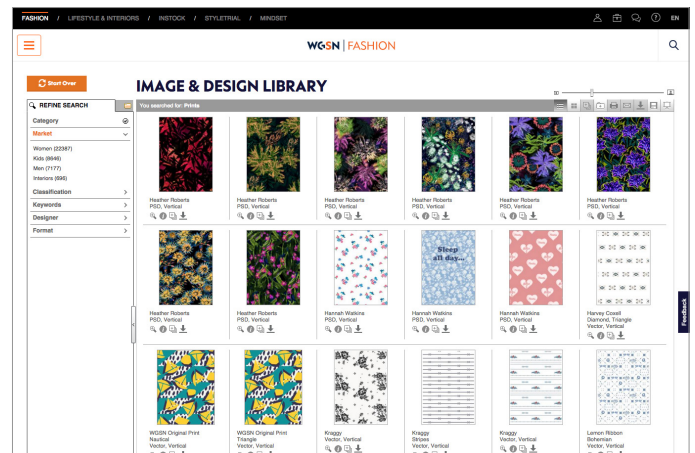 FASHION / LIFESTYLE & INTERIORS / INSTOCK / STYLETRIAL / MINDSET EN
WGSN | FASHION
Start Over
IMAGE & DESIGN LIBRARY
REFINE SEARCH
You searched for: Prints
Category
Market
Women (22387)
Kids (8646)
Men (7177)
Interiors (696)
Classification
Keywords
Designer
Format
Heather Roberts
PSD, Vertical
Heather Roberts
PSD, Vertical
Heather Roberts
PSD, Vertical
Heather Roberts
PSD, Vertical
Heather Roberts
PSD, Vertical
Heather Roberts
PSD, Vertical
Sleep
all day...
Heather Roberts
PSD, Vertical
Heather Roberts
PSD, Vertical
Hannah Watkins
PSD, Vertical
Hannah Watkins
PSD, Vertical
Hannah Watkins
PSD, Vertical
Harvey Coxell
Diamond, Triangle
Vector, Vertical
Feedback
WGSN Original Print
Nautical
Vector, Vertical
WGSN Original Print
Triangle
Vector, Vertical
Kraggy
Vector, Vertical
Kraggy
Stripes
Vector, Vertical
Kraggy
Vector, Vertical
Lemon Ribbon
Bohemian
Vector, Vertical